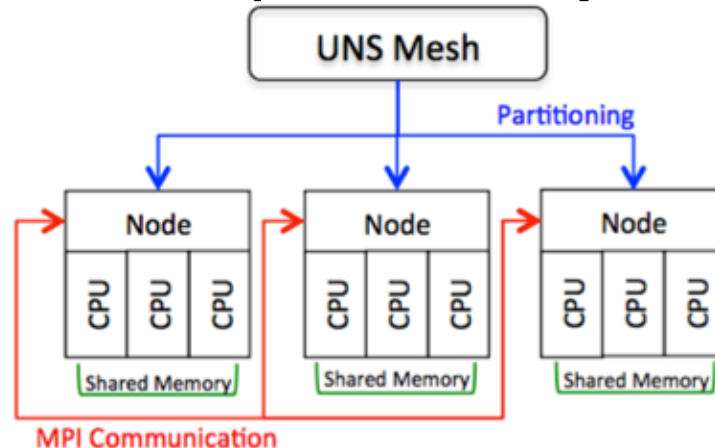 UNS Mesh
Partitioning
Node
Node
Node
CPU
CPU
CPU
CPU
CPU
CPU
CPU
CPU
CPU
Shared Memory
Shared Memory
Shared Memory
MPI Communication